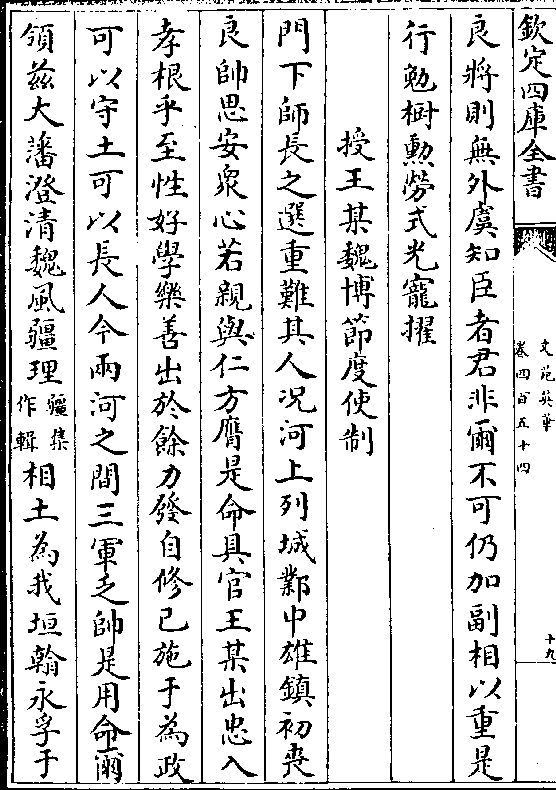 欽定四庫全書
文苑英華
卷四百五十四
十九
良將則無外虞知臣者君非爾不可仍加副相以重是
行勉樹勲勞式光寵擢
授王某魏博節度使制
門下師長之選重難其人况河上列城鄴中雄鎮初喪
良帥思安衆心若親與仁方膺是命具官王某出忠入
孝根乎至性好學樂善出於餘力發自修已施于為政
可以守土可以長人今兩河之間三軍乏帥是用命爾
領兹大藩澄清魏風疆理疆集作輯相土為我垣翰永孚于